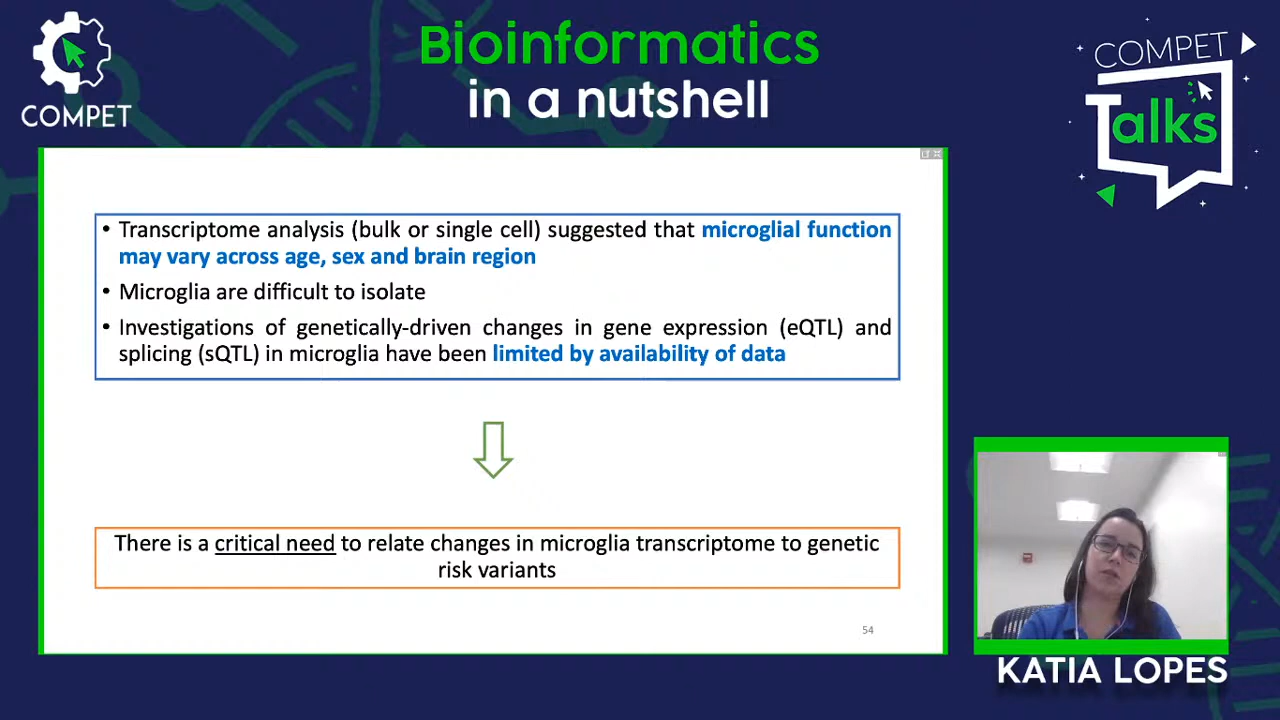 Bioinformatics
in a nutshell
COMPET
COMPET
Talks
• Transcriptome analysis (bulk or single cell) suggested that microglial function
may vary across age, sex and brain region
• Microglia are difficult to isolate
• Investigations of genetically-driven changes in gene expression (eQTL) and
splicing (sQTL) in microglia have been limited by availability of data
There is a critical need to relate changes in microglia transcriptome to genetic
risk variants
54
KATIA LOPES